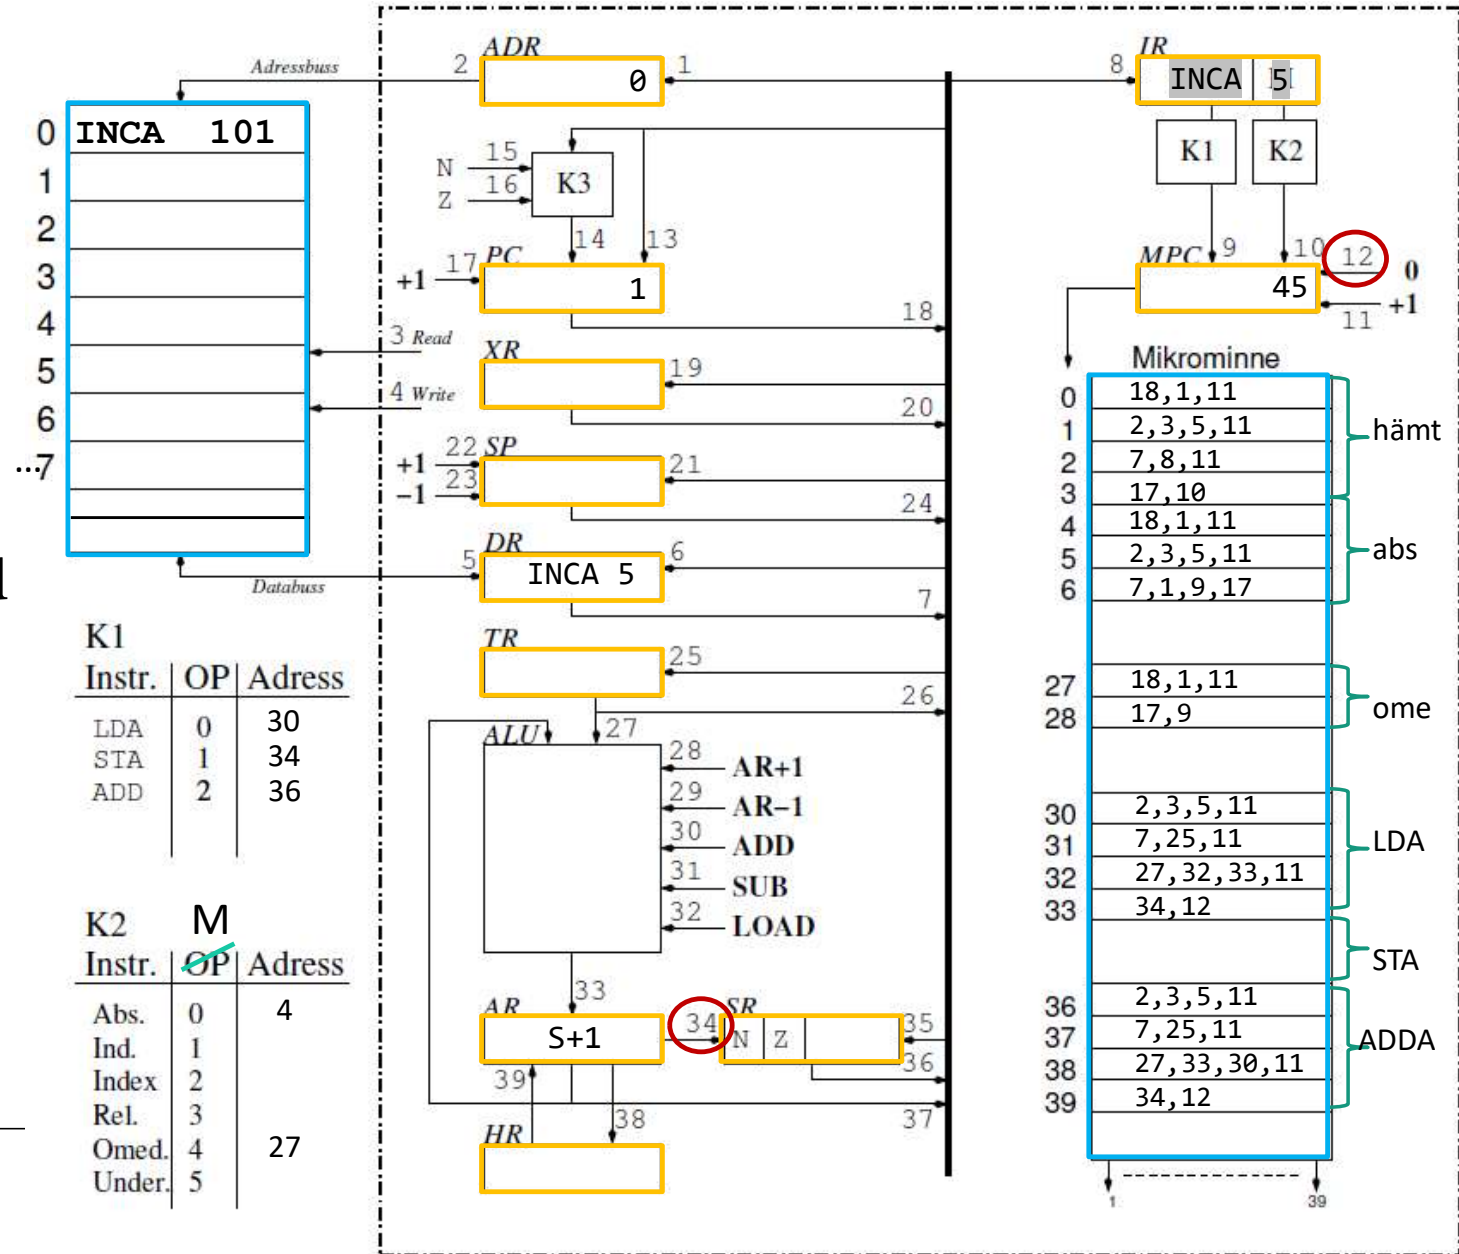 Adressbuss
2
ADR
0
1
8
IR
INCA 5
0 INCA 101
1
2
3
4
5
6
...7
N 15
Z 16
K3
14
13
K1
K2
+1 17
PC
1
18
MPC
9
10
12
0
45
+1
11
3 Read
4 Write
XR
19
20
+1 22
-1 23
SP
21
24
5
DR
INCA 5
6
7
Databuss
TR
25
26
27
ALU
28 AR+1
29 AR−1
30 ADD
31 SUB
32 LOAD
33
AR
S+1
34
SR
N Z
35
36
37
39
38
HR
Mikrominne
0 18,1,11
1 2,3,5,11
2 7,8,11
3 17,10
hämt
4 18,1,11
5 2,3,5,11
6 7,1,9,17
abs
27 18,1,11
28 17,9
ome
30 2,3,5,11
31 7,25,11
32 27,32,33,11
33 34,12
LDA
STA
36 2,3,5,11
37 7,25,11
38 27,33,30,11
39 34,12
ADDA
1
39
K1
Instr. OP Adress
LDA 0 30
STA 1 34
ADD 2 36
K2
M
Instr. OP Adress
Abs. 0 4
Ind. 1
Index 2
Rel. 3
Omed. 4 27
Under. 5